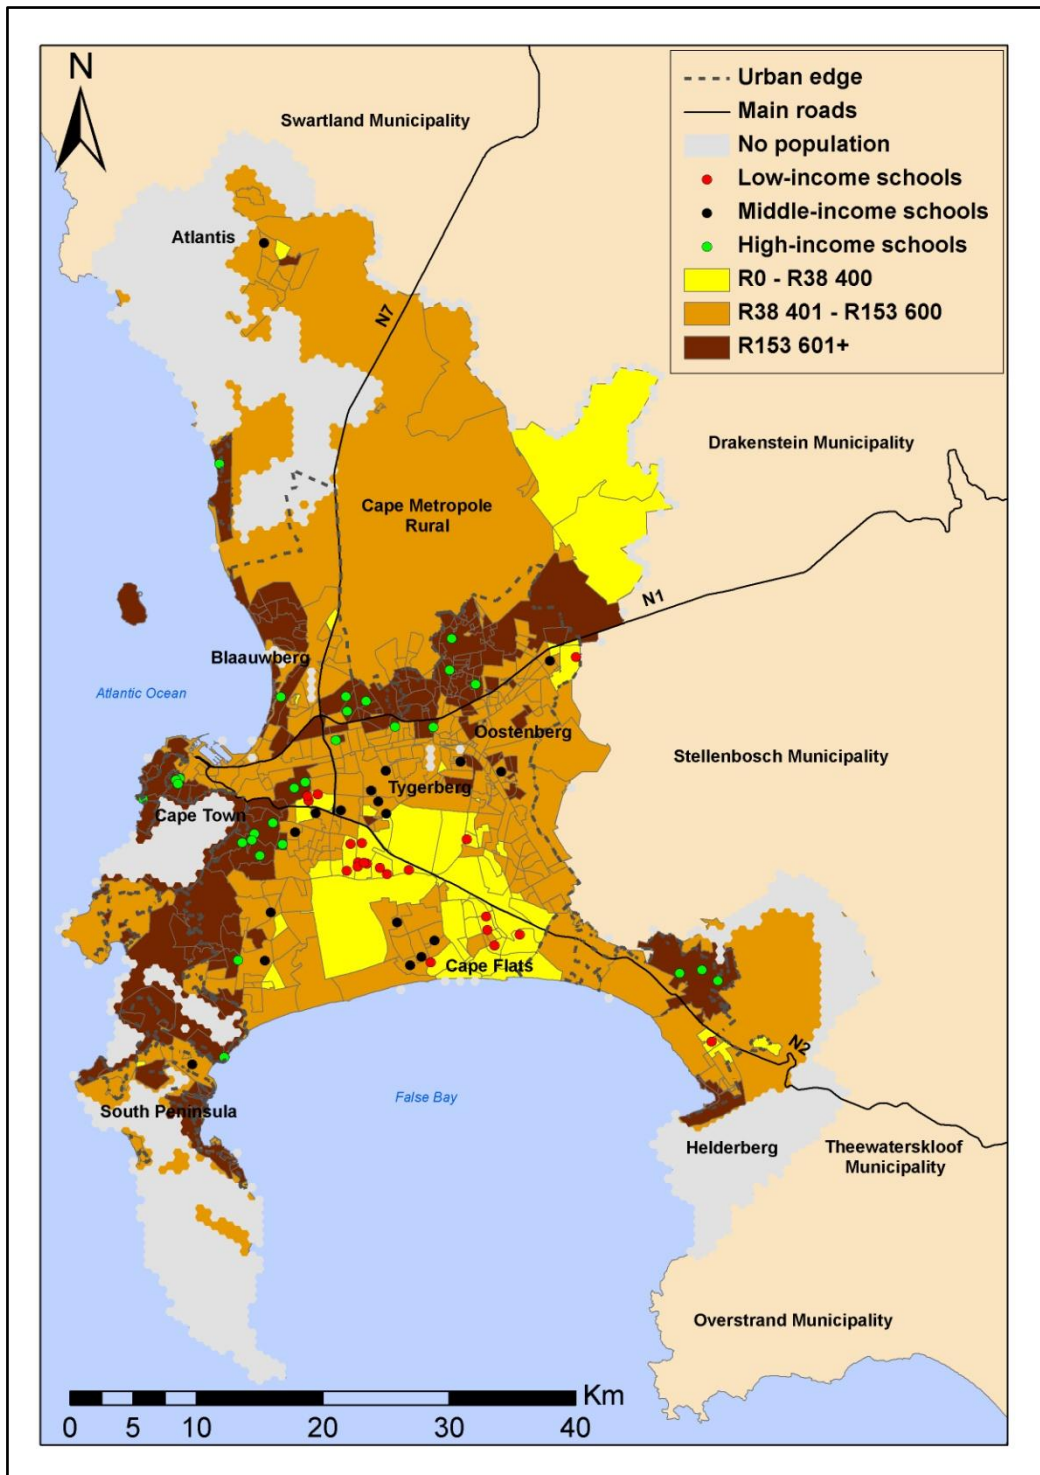 N
Urban edge
Main roads
No population
Low-income schools
Middle-income schools
High-income schools
R0 - R38 400
R38 401 - R153 600
R153 601+
Swartland Municipality
Atlantis
N7
Drakenstein Municipality
Cape Metropole
Rural
N1
Blaauwberg
Atlantic Ocean
Oostenberg
Stellenbosch Municipality
Tygerberg
Cape Town
Cape Flats
N2
False Bay
South Peninsula
Helderberg
Theewaterskloof
Municipality
Overstrand Municipality
Km
0 5 10 20 30 40